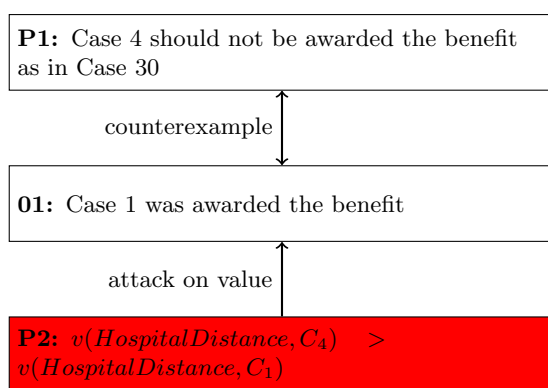 P1: Case 4 should not be awarded the benefit
as in Case 30
counterexample
01: Case 1 was awarded the benefit
attack on value
P2: v(HospitalDistance, C₄) >
v(HospitalDistance, C₁)